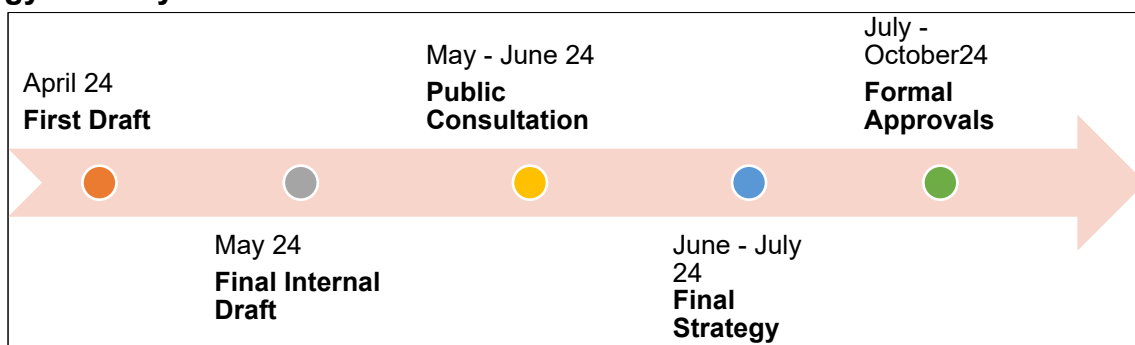 April 24
First Draft
May 24
Final Internal
Draft
May - June 24
Public
Consultation
June - July
24
Final
Strategy
July -
October24
Formal
Approvals